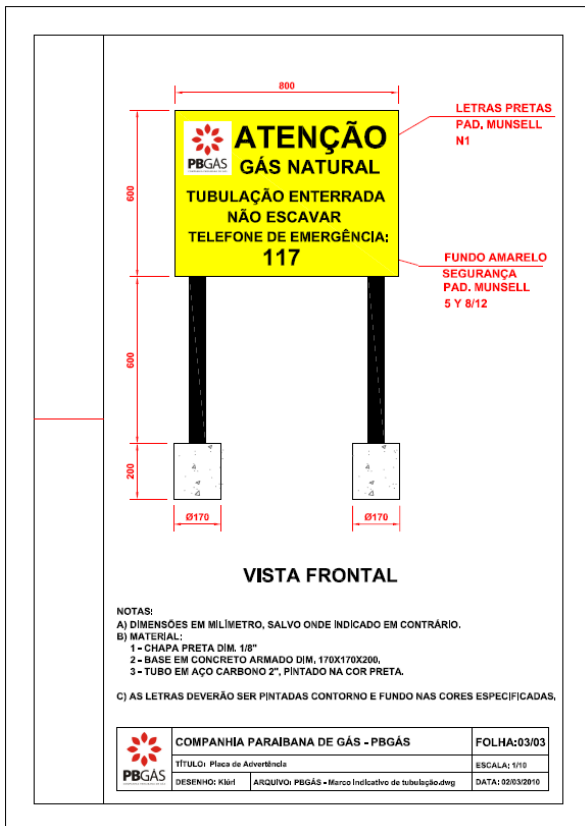 800
LETRAS PRETAS
PAD. MUNSELL
N1
600
PBGÁS
ATENÇÃO
GÁS NATURAL
TUBULAÇÃO ENTERRADA
NÃO ESCAVAR
TELEFONE DE EMERGÊNCIA:
117
FUNDO AMARELO
SEGURANÇA
PAD. MUNSELL
5 Y 8/12
600
200
Ø170
Ø170
VISTA FRONTAL
NOTAS:
A) DIMENSÕES EM MILÍMETRO, SALVO ONDE INDICADO EM CONTRÁRIO.
B) MATERIAL:
1 - CHAPA PRETA DIM. 1/8"
2 - BASE EM CONCRETO ARMADO DIM, 170X170X200,
3 - TUBO EM AÇO CARBONO 2", PINTADO NA COR PRETA.
C) AS LETRAS DEVERÃO SER PINTADAS CONTORNO E FUNDO NAS CORES ESPECIFICADAS,
PBGÁS
COMPANHIA PARAIBANA DE GÁS - PBGÁS
FOLHA:03/03
TÍTULO: Placa de Advertência
ESCALA: 1/10
DESENHO: Kléri
ARQUIVO: PBGÁS - Marco Indicativo de tubulação.dwg
DATA: 02/03/2010